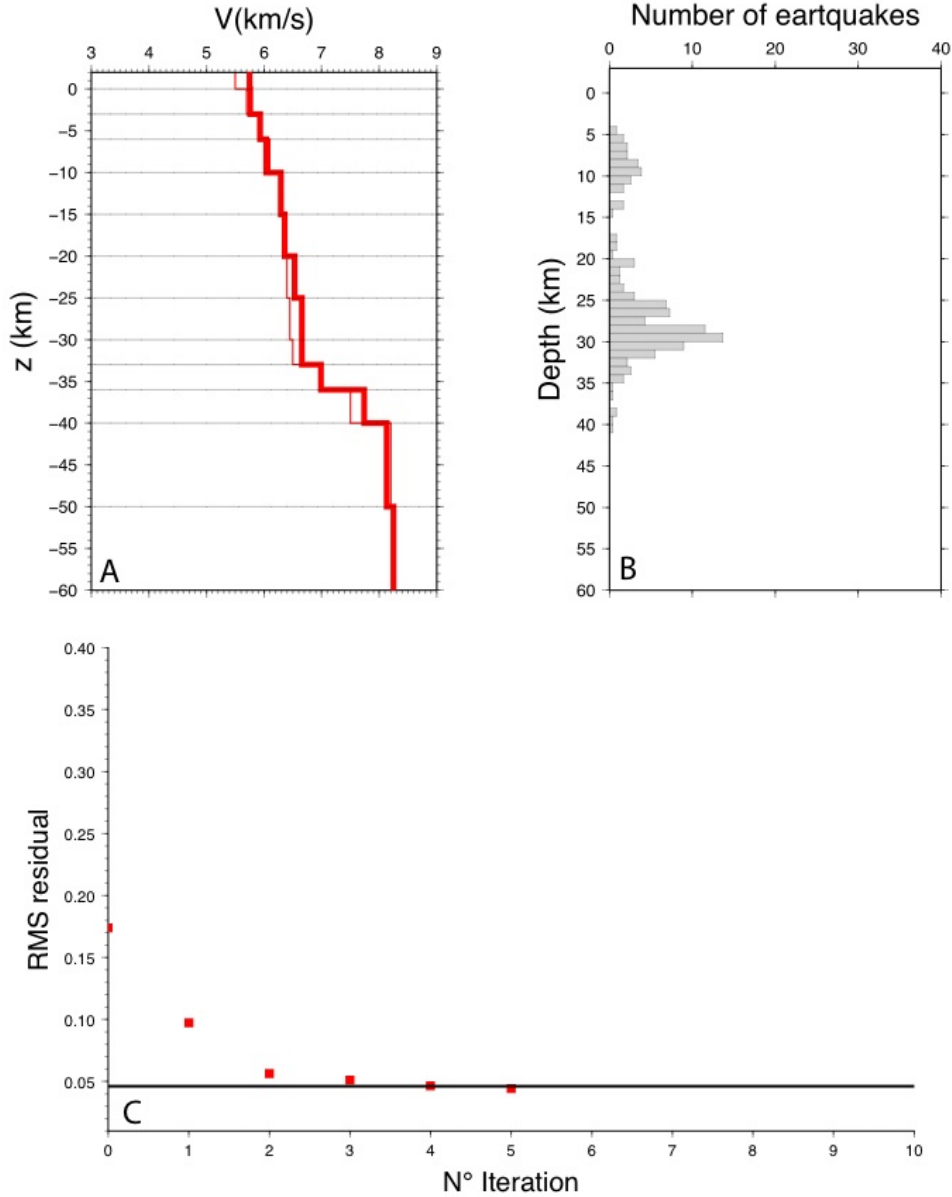 V(km/s)
3 4 5 6 7 8 9
0
−5
−10
−15
−20
−25
−30
−35
−40
−45
−50
−55
−60
z (km)
A
Number of eartquakes
0 10 20 30 40
0
5
10
15
20
25
30
35
40
50
55
60
Depth (km)
B
0.40
0.35
0.30
0.25
0.20
0.15
0.10
0.05
RMS residual
C
0 1 2 3 4 5 6 7 8 9 10
N° Iteration